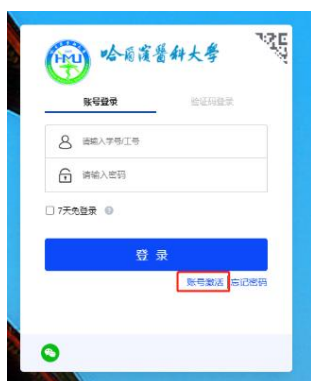 HMU 哈尔滨医科大学
账号登录 验证码登录
请输入学号/工号
请输入密码
7天免登录
登 录
账号激活 忘记密码